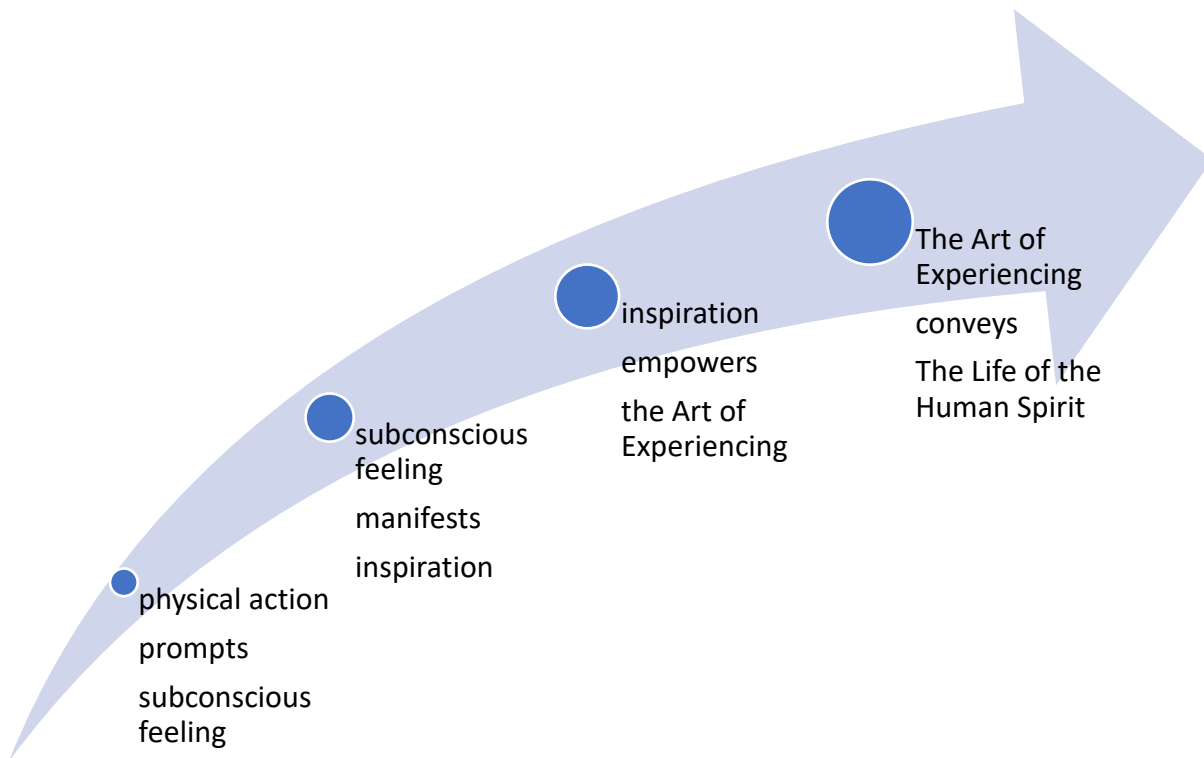 physical action
prompts
subconscious
feeling
subconscious
feeling
manifests
inspiration
inspiration
empowers
the Art of
Experiencing
The Art of
Experiencing
conveys
The Life of the
Human Spirit